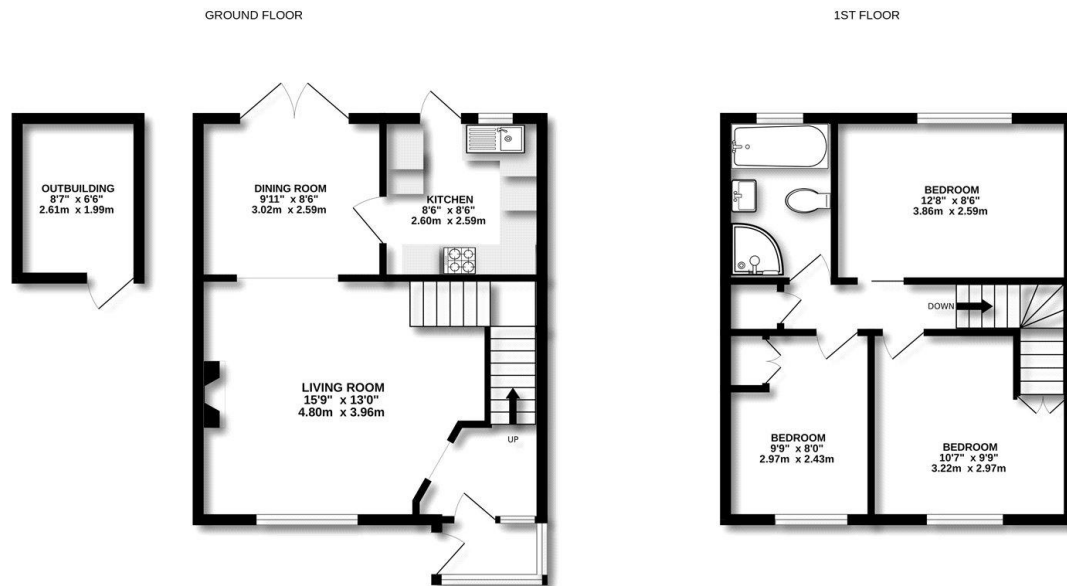 GROUND FLOOR
1ST FLOOR
OUTBUILDING
8'7" x 6'6"
2.61m x 1.99m
DINING ROOM
9'11" x 8'6"
3.02m x 2.59m
KITCHEN
8'6" x 8'6"
2.60m x 2.59m
LIVING ROOM
15'9" x 13'0"
4.80m x 3.96m
UP
BEDROOM
12'8" x 8'6"
3.86m x 2.59m
DOWN
BEDROOM
9'9" x 8'0"
2.97m x 2.43m
BEDROOM
10'7" x 9'9"
3.22m x 2.97m